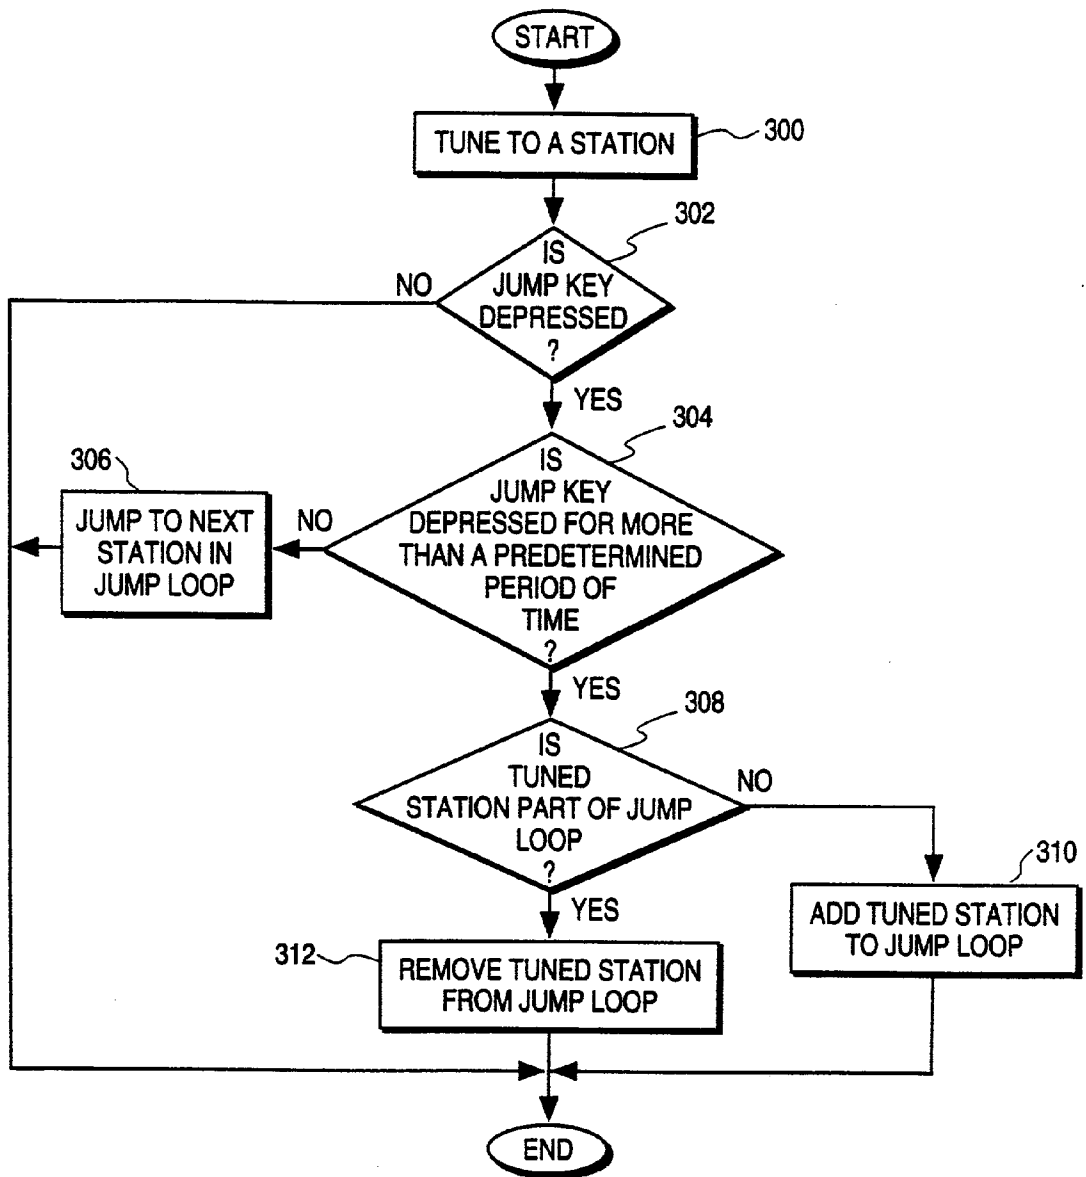 START
TUNE TO A STATION
300
302
IS
JUMP KEY
DEPRESSED
?
NO
YES
304
IS
JUMP KEY
DEPRESSED FOR MORE
THAN A PREDETERMINED
PERIOD OF
TIME
?
NO
306
JUMP TO NEXT
STATION IN
JUMP LOOP
YES
308
IS
TUNED
STATION PART OF JUMP
LOOP
?
NO
310
ADD TUNED STATION
TO JUMP LOOP
YES
312
REMOVE TUNED STATION
FROM JUMP LOOP
END